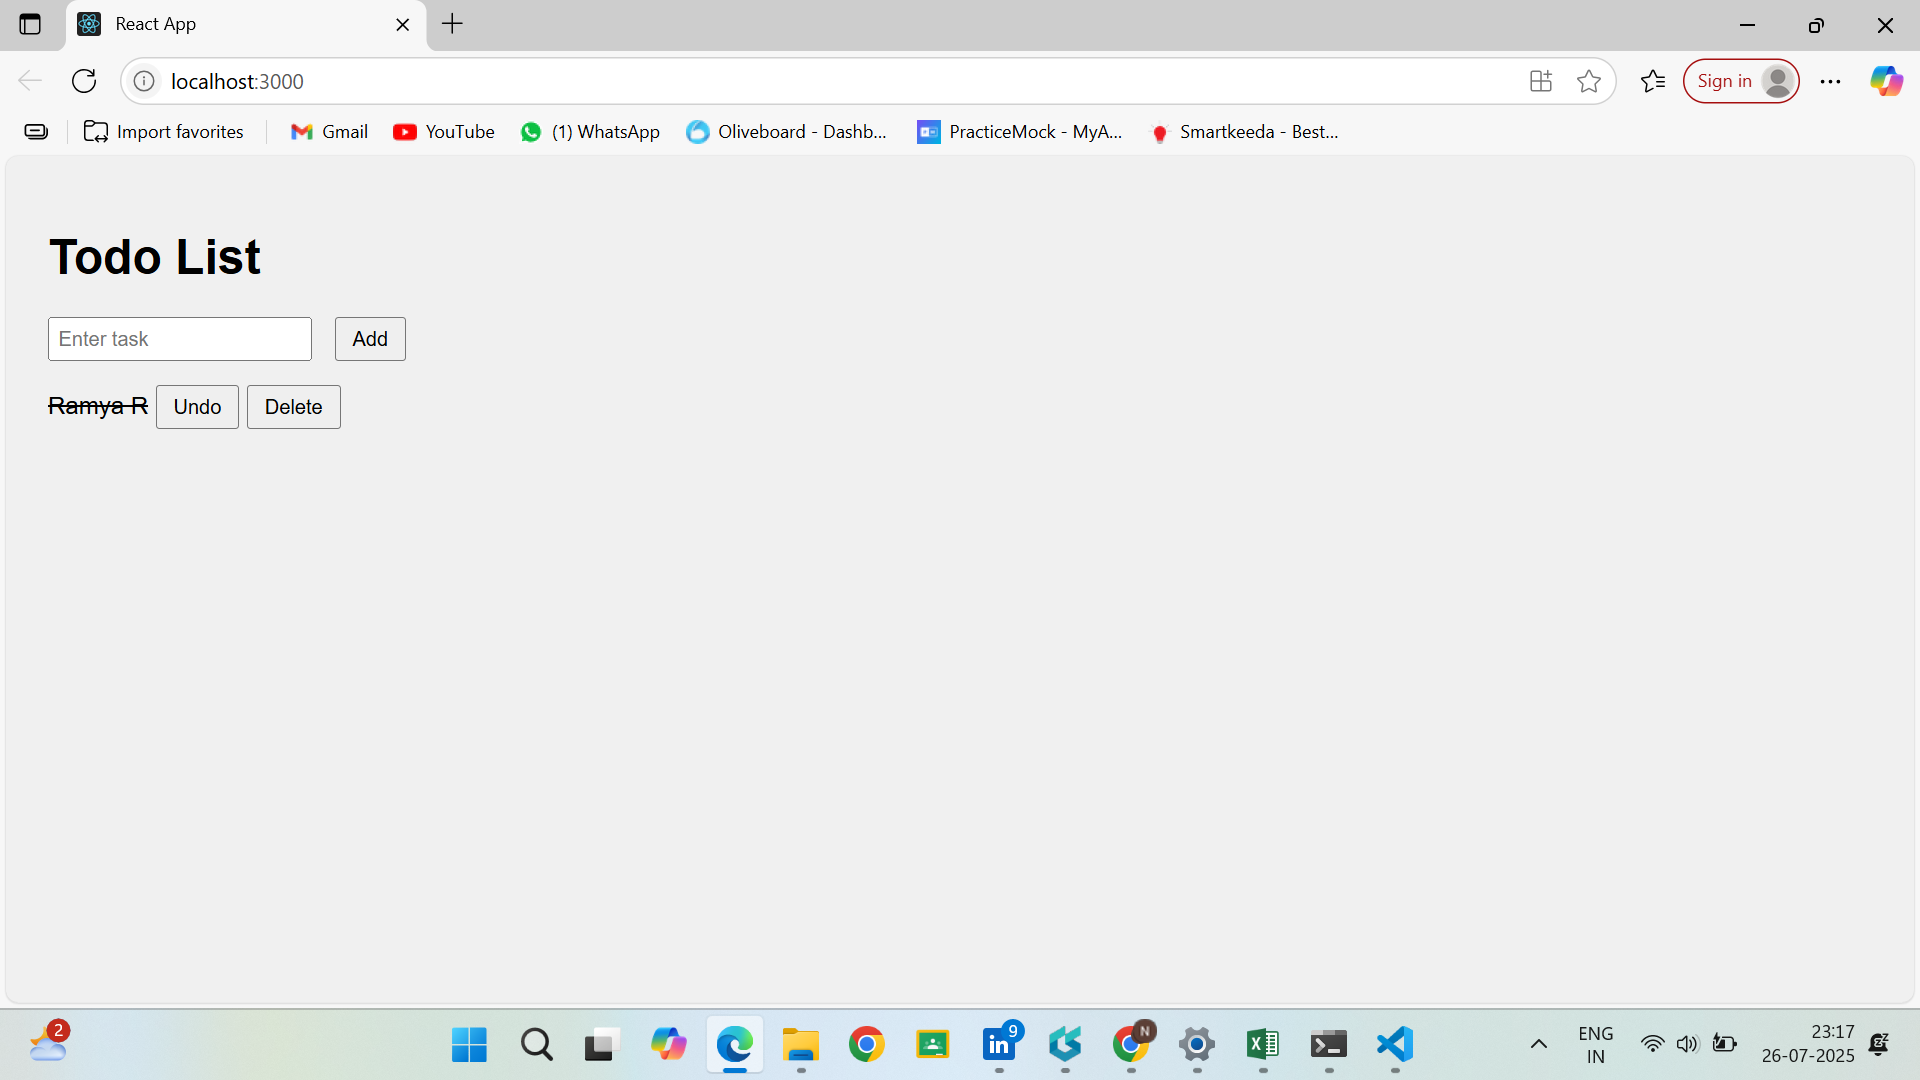 React App
localhost:3000
Sign in
Import favorites
Gmail
YouTube
(1) WhatsApp
Oliveboard - Dashb...
PracticeMock - MyA...
Smartkeeda - Best...
Todo List
Enter task
Add
Ramya R
Undo
Delete
2
in
9
N
X
ENG
IN
23:17
26-07-2025